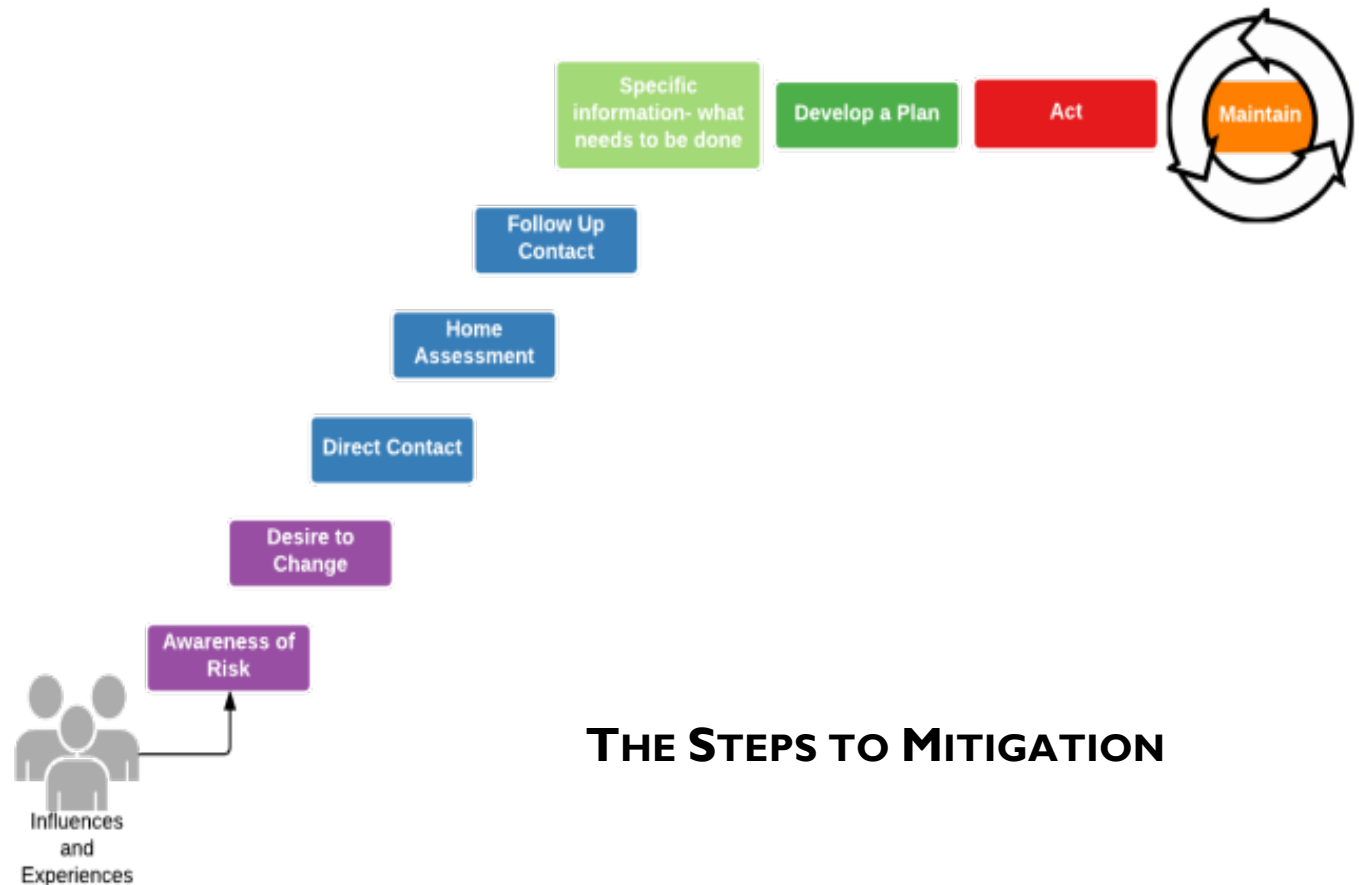 Specific
information- what
needs to be done
Develop a Plan
Act
Maintain
Follow Up
Contact
Home
Assessment
Direct Contact
Desire to
Change
Awareness of
Risk
Influences
and
Experiences
THE STEPS TO MITIGATION